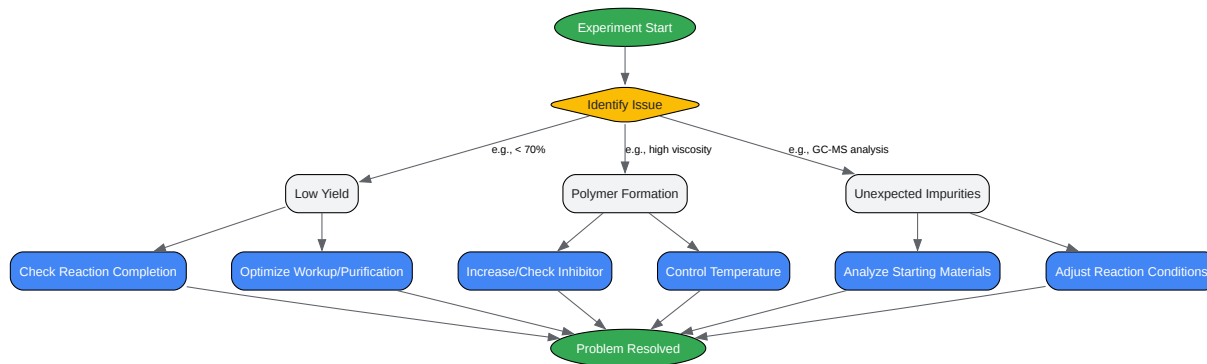 Experiment Start
Identify Issue
e.g., < 70%
e.g., high viscosity
e.g., GC-MS analysis
Low Yield
Polymer Formation
Unexpected Impurities
Check Reaction Completion
Optimize Workup/Purification
Increase/Check Inhibitor
Control Temperature
Analyze Starting Materials
Adjust Reaction Conditions
Problem Resolved